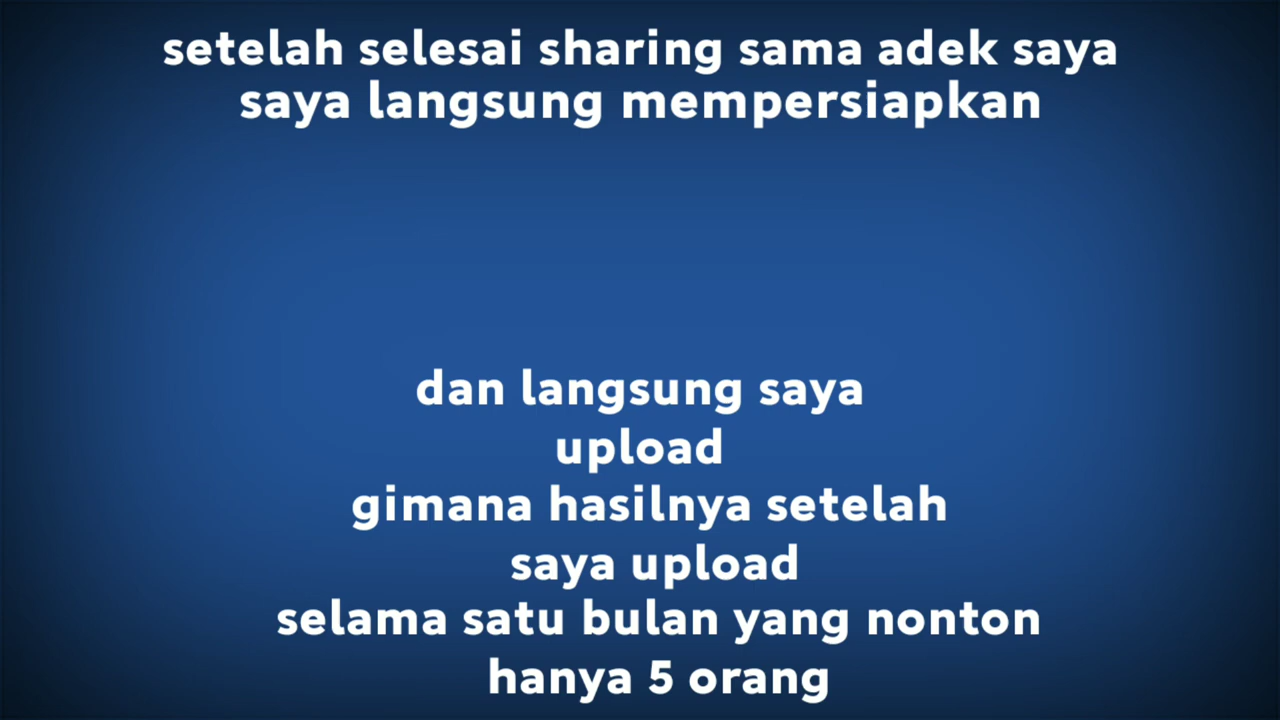 setelah selesai sharing sama adek saya
saya langsung mempersiapkan
dan langsung saya
upload
gimana hasilnya setelah
saya upload
selama satu bulan yang nonton
hanya 5 orang